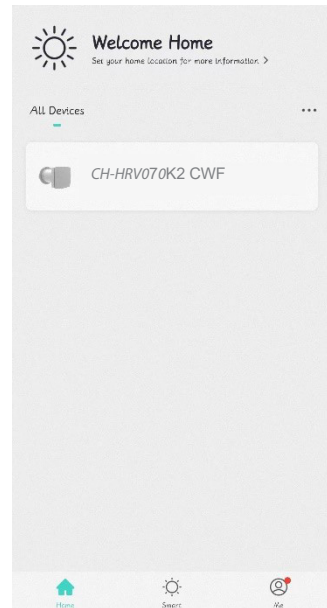 Welcome Home
Set your home location for more information. >
All Devices
...
CH-HRV070K2 CWF
Home
Smart
Me